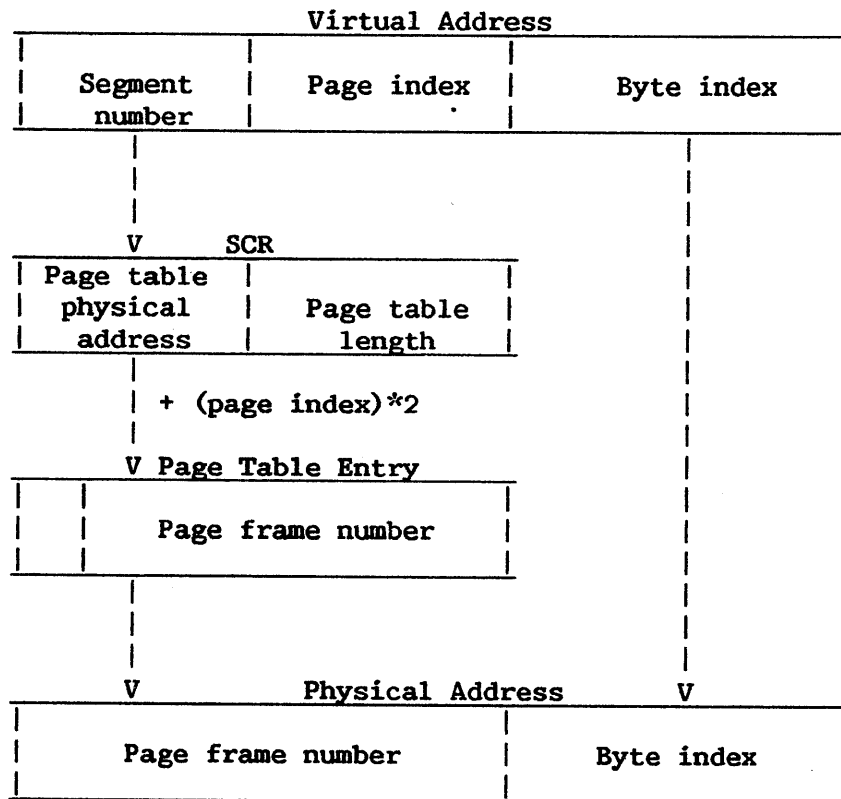 Virtual Address
Segment number
Page index
Byte index
V SCR
Page table physical address
Page table length
+ (page index)*2
V Page Table Entry
Page frame number
V Physical Address V
Page frame number
Byte index